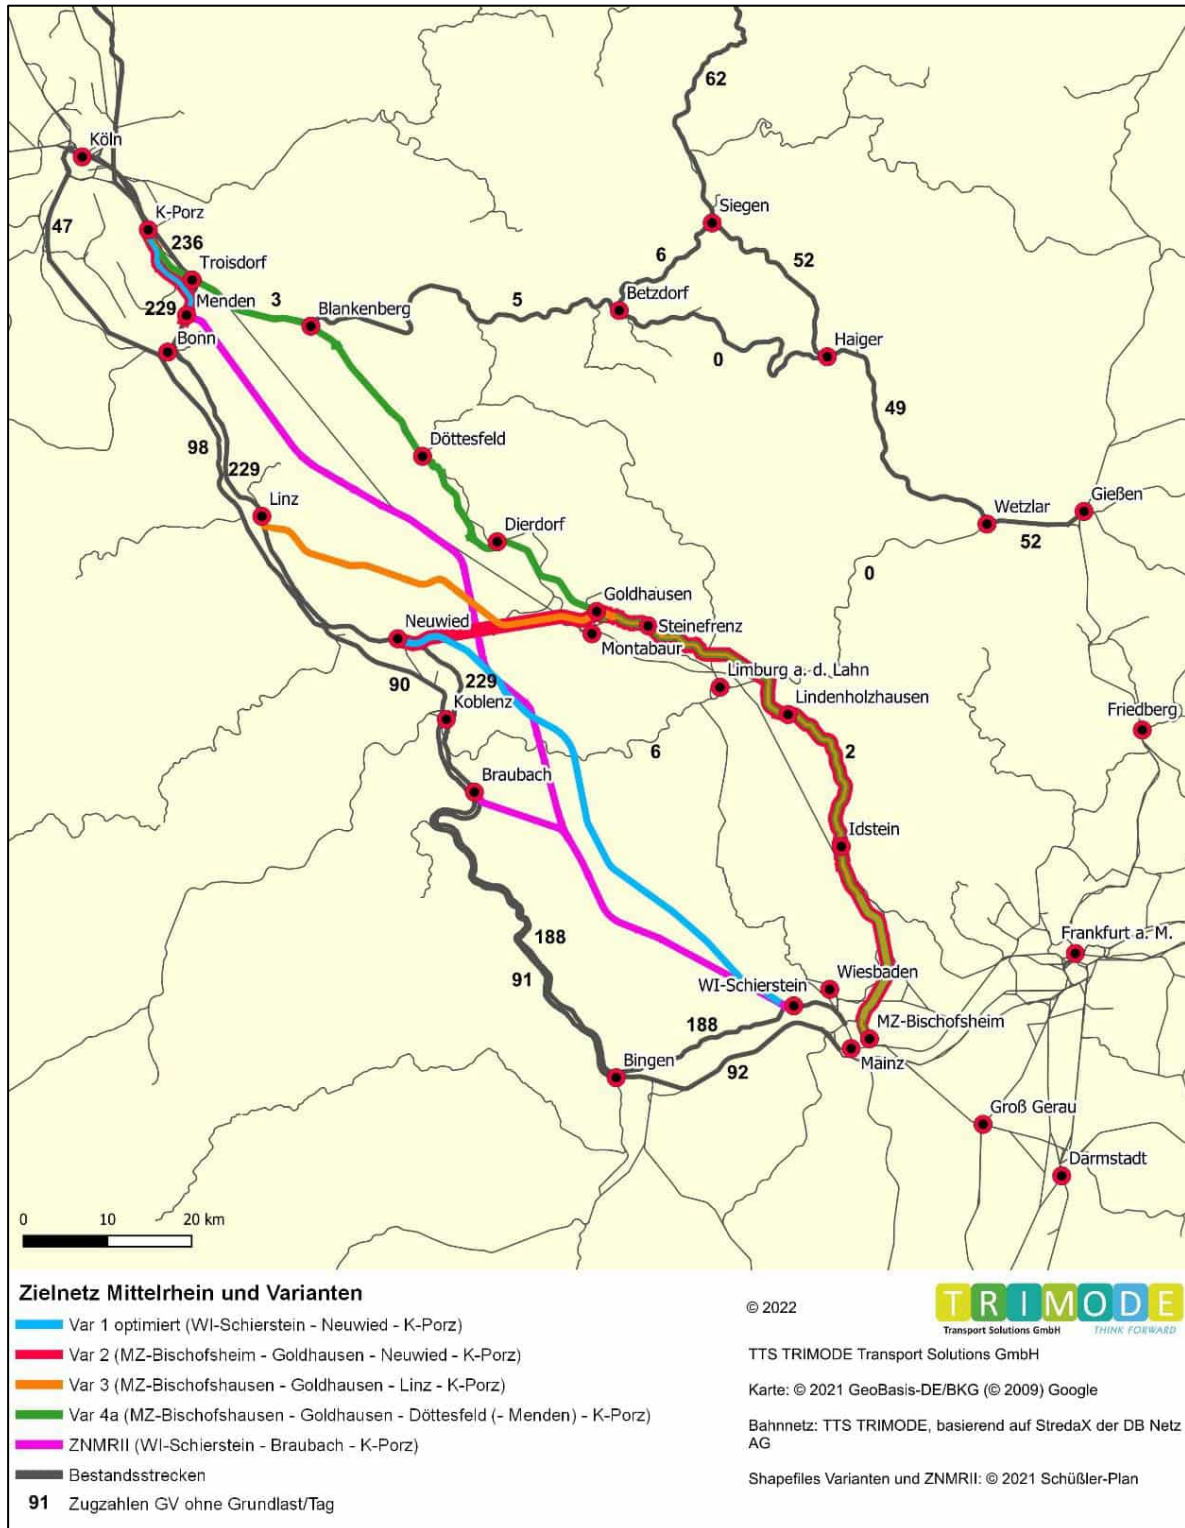 62
Köln
Siegen
47
K-Porz
236
6
52
Troisdorf
3
5
Betzdorf
Menden
Blankenberg
229
Bonn
0
Haiger
49
98
Döttesfeld
229
Linz
Wetzlar
Gießen
Dierdorf
52
0
Goldhausen
Neuwied
Steinefrenz
Montabaur
Limburg a. d. Lahn
90
229
Lindenholzhausen
Koblenz
Friedberg
6
2
Braubach
Idstein
188
Frankfurt a. M.
91
Wiesbaden
WI-Schierstein
188
MZ-Bischofsheim
Bingen
92
Mainz
Groß Gerau
Darmstadt
0 10 20 km
Zielnetz Mittelrhein und Varianten
Var 1 optimiert (WI-Schierstein - Neuwied - K-Porz)
Var 2 (MZ-Bischofsheim - Goldhausen - Neuwied - K-Porz)
Var 3 (MZ-Bischofshausen - Goldhausen - Linz - K-Porz)
Var 4a (MZ-Bischofshausen - Goldhausen - Döttesfeld (- Menden) - K-Porz)
ZNMRII (WI-Schierstein - Braubach - K-Porz)
Bestandsstrecken
91 Zugzahlen GV ohne Grundlast/Tag
© 2022
TRIMODE
Transport Solutions GmbH THINK FORWARD
TTS TRIMODE Transport Solutions GmbH
Karte: © 2021 GeoBasis-DE/BKG (© 2009) Google
Bahnnetz: TTS TRIMODE, basierend auf StredaX der DB Netz
AG
Shapefiles Varianten und ZNMRII: © 2021 Schüßler-Plan